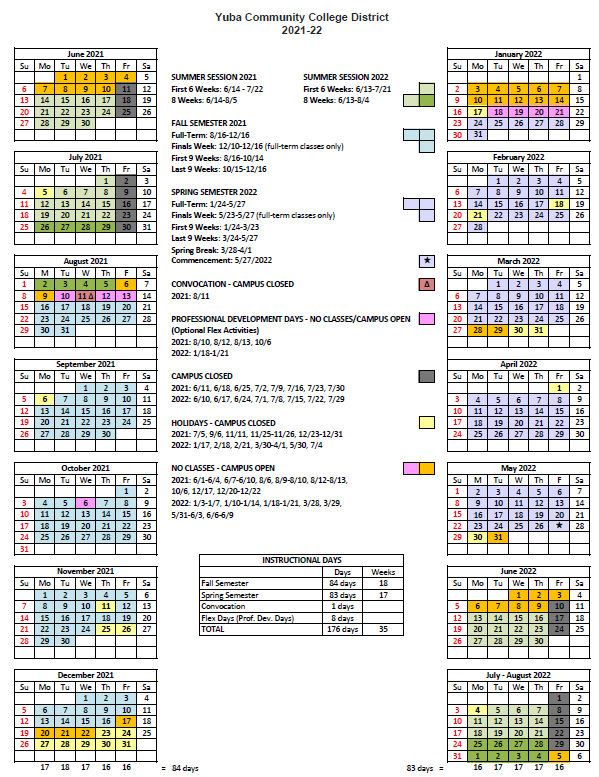 Yuba Community College District
2021-22
June 2021
Su Mo Tu We Th Fr Sa
1 2 3 4 5
6 7 8 9 10 11 12
13 14 15 16 17 18 19
20 21 22 23 24 25 26
27 28 29 30
July 2021
Su Mo Tu We Th Fr Sa
1 2 3
4 5 6 7 8 9 10
11 12 13 14 15 16 17
18 19 20 21 22 23 24
25 26 27 28 29 30 31
August 2021
Su M Tu W Th F Sa
1 2 3 4 5 6 7
8 9 10 11 Δ 12 13 14
15 16 17 18 19 20 21
22 23 24 25 26 27 28
29 30 31
September 2021
Su Mo Tu We Th Fr Sa
1 2 3 4
5 6 7 8 9 10 11
12 13 14 15 16 17 18
19 20 21 22 23 24 25
26 27 28 29 30
October 2021
Su Mo Tu We Th Fr Sa
1 2
3 4 5 6 7 8 9
10 11 12 13 14 15 16
17 18 19 20 21 22 23
24 25 26 27 28 29 30
31
November 2021
Su Mo Tu We Th Fr Sa
1 2 3 4 5 6
7 8 9 10 11 12 13
14 15 16 17 18 19 20
21 22 23 24 25 26 27
28 29 30
December 2021
Su Mo Tu We Th Fr Sa
1 2 3 4
5 6 7 8 9 10 11
12 13 14 15 16 17 18
19 20 21 22 23 24 25
26 27 28 29 30 31
17 18 17 16 16 = 84 days
SUMMER SESSION 2021 SUMMER SESSION 2022
First 6 Weeks: 6/14 - 7/22 First 6 Weeks: 6/13-7/21
8 Weeks: 6/14-8/5 8 Weeks: 6/13-8/4
FALL SEMESTER 2021
Full-Term: 8/16-12/16
Finals Week: 12/10-12/16 (full-term classes only)
First 9 Weeks: 8/16-10/14
Last 9 Weeks: 10/15-12/16
SPRING SEMESTER 2022
Full-Term: 1/24-5/27
Finals Week: 5/23-5/27 (full-term classes only)
First 9 Weeks: 1/24-3/23
Last 9 Weeks: 3/24-5/27
Spring Break: 3/28-4/1
Commencement: 5/27/2022 ★
CONVOCATION - CAMPUS CLOSED Δ
2021: 8/11
PROFESSIONAL DEVELOPMENT DAYS - NO CLASSES/CAMPUS OPEN
(Optional Flex Activities)
2021: 8/10, 8/12, 8/13, 10/6
2022: 1/18-1/21
CAMPUS CLOSED
2021: 6/11, 6/18, 6/25, 7/2, 7/9, 7/16, 7/23, 7/30
2022: 6/10, 6/17, 6/24, 7/1, 7/8, 7/15, 7/22, 7/29
HOLIDAYS - CAMPUS CLOSED
2021: 7/5, 9/6, 11/11, 11/25-11/26, 12/23-12/31
2022: 1/17, 2/18, 2/21, 3/30-4/1, 5/30, 7/4
NO CLASSES - CAMPUS OPEN
2021: 6/1-6/4, 6/7-6/10, 8/6, 8/9-8/10, 8/12-8/13,
10/6, 12/17, 12/20-12/22
2022: 1/3-1/7, 1/10-1/14, 1/18-1/21, 3/28, 3/29,
5/31-6/3, 6/6-6/9
INSTRUCTIONAL DAYS
Days Weeks
Fall Semester 84 days 18
Spring Semester 83 days 17
Convocation 1 days
Flex Days (Prof. Dev. Days) 8 days
TOTAL 176 days 35
January 2022
Su Mo Tu We Th Fr Sa
1
2 3 4 5 6 7 8
9 10 11 12 13 14 15
16 17 18 19 20 21 22
23 24 25 26 27 28 29
30 31
February 2022
Su Mo Tu We Th Fr Sa
1 2 3 4 5
6 7 8 9 10 11 12
13 14 15 16 17 18 19
20 21 22 23 24 25 26
27 28
March 2022
Su Mo Tu We Th Fr Sa
1 2 3 4 5
6 7 8 9 10 11 12
13 14 15 16 17 18 19
20 21 22 23 24 25 26
27 28 29 30 31
April 2022
Su Mo Tu We Th Fr Sa
1 2
3 4 5 6 7 8 9
10 11 12 13 14 15 16
17 18 19 20 21 22 23
24 25 26 27 28 29 30
May 2022
Su M Tu W Th F Sa
1 2 3 4 5 6 7
8 9 10 11 12 13 14
15 16 17 18 19 20 21
22 23 24 25 26 ★ 28
29 30 31
June 2022
Su Mo Tu We Th Fr Sa
1 2 3 4
5 6 7 8 9 10 11
12 13 14 15 16 17 18
19 20 21 22 23 24 25
26 27 28 29 30
July - August 2022
Su Mo Tu We Th Fr Sa
1 2
3 4 5 6 7 8 9
10 11 12 13 14 15 16
17 18 19 20 21 22 23
24 25 26 27 28 29 30
31 1 2 3 4 5 6
83 days = 16 17 17 17 16